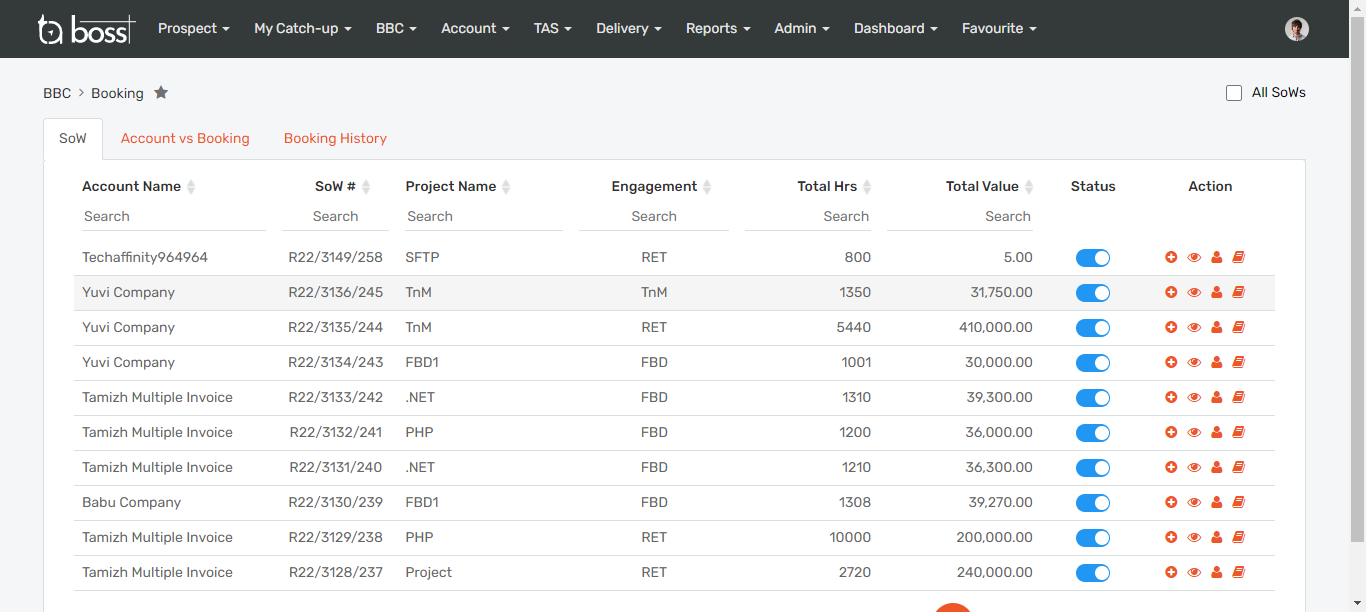 ta boss Prospect My Catch-up BBC Account TAS Delivery Reports Admin Dashboard Favourite
BBC > Booking All SoWs
SoW Account vs Booking Booking History
Account Name SoW # Project Name Engagement Total Hrs Total Value Status Action
Search Search Search Search Search Search
Techaffinity964964 R22/3149/258 SFTP RET 800 5.00
Yuvi Company R22/3136/245 TnM TnM 1350 31,750.00
Yuvi Company R22/3135/244 TnM RET 5440 410,000.00
Yuvi Company R22/3134/243 FBD1 FBD 1001 30,000.00
Tamizh Multiple Invoice R22/3133/242 .NET FBD 1310 39,300.00
Tamizh Multiple Invoice R22/3132/241 PHP FBD 1200 36,000.00
Tamizh Multiple Invoice R22/3131/240 .NET FBD 1210 36,300.00
Babu Company R22/3130/239 FBD1 FBD 1308 39,270.00
Tamizh Multiple Invoice R22/3129/238 PHP RET 10000 200,000.00
Tamizh Multiple Invoice R22/3128/237 Project RET 2720 240,000.00